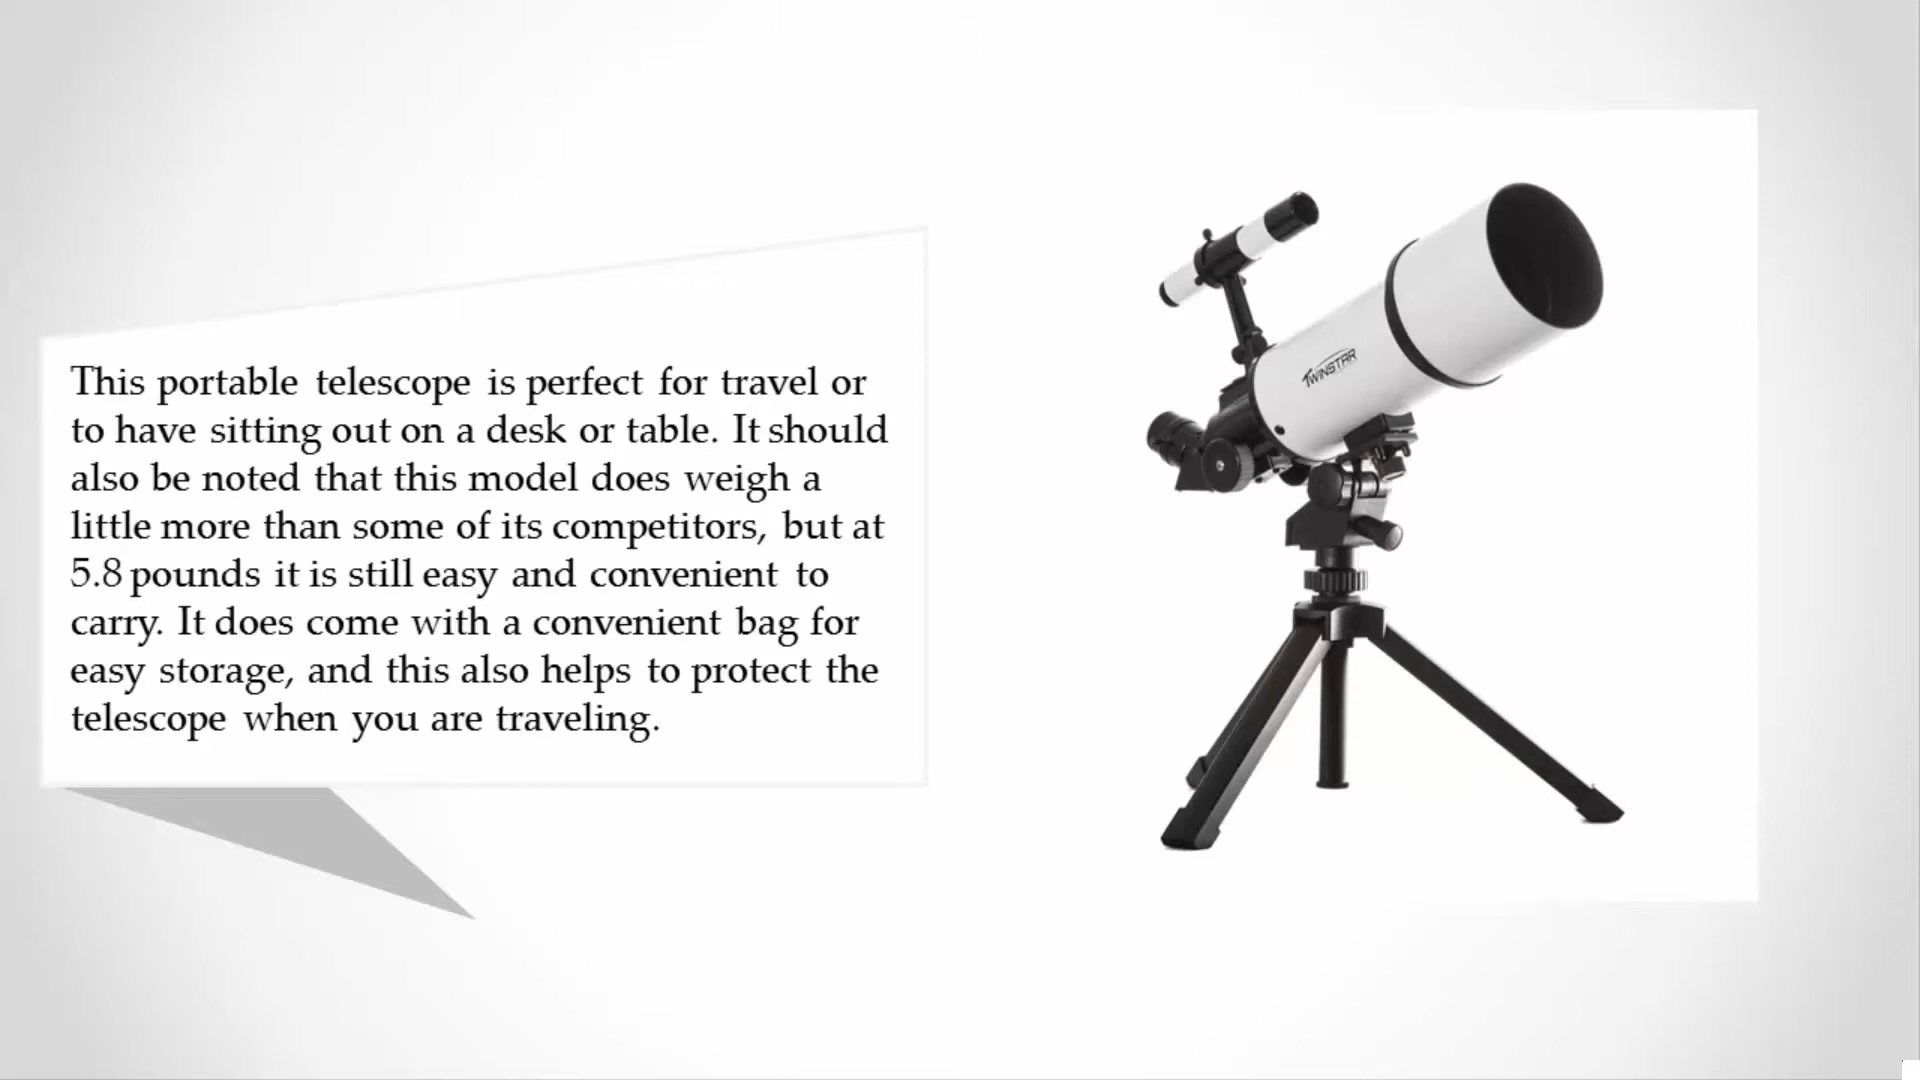 This portable telescope is perfect for travel or
to have sitting out on a desk or table. It should
also be noted that this model does weigh a
little more than some of its competitors, but at
5.8 pounds it is still easy and convenient to
carry. It does come with a convenient bag for
easy storage, and this also helps to protect the
telescope when you are traveling.
TWINSTAR